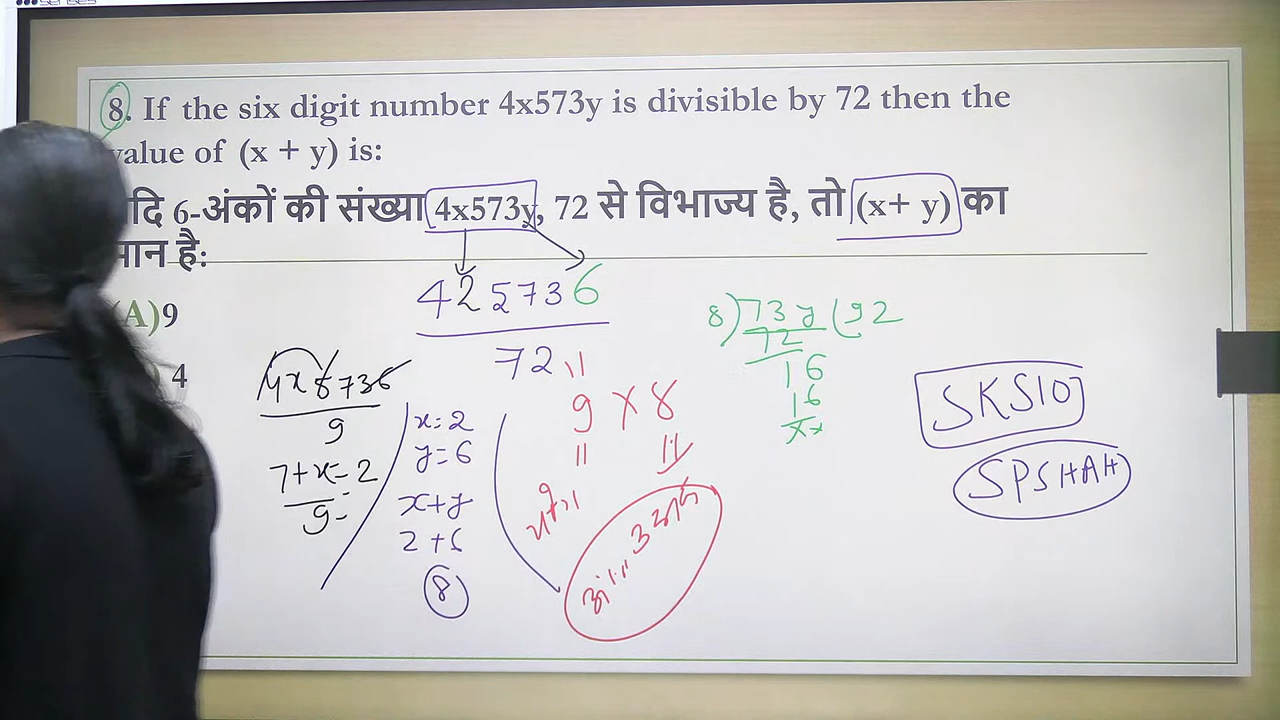 8. If the six digit number 4x573y is divisible by 72 then the
value of (x + y) is:
दि 6-अंकों की संख्या 4x573y, 72 से विभाज्य है, तो (x+ y) का
मान है:
(A) 9
4
425736
72
9 × 8
8)73y(92
72
16
16
4x5736
9
7+x=2
9
x=2
y=6
x+y
2+6
8
SKS10
SPSHAH